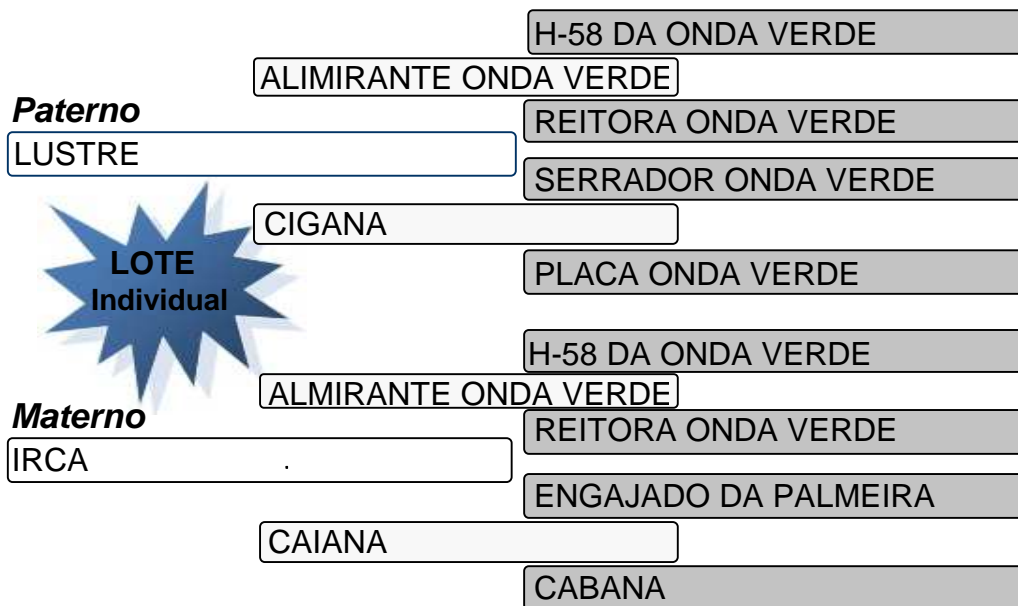 H-58 DA ONDA VERDE
ALIMIRANTE ONDA VERDE
Paterno
REITORA ONDA VERDE
LUSTRE
SERRADOR ONDA VERDE
CIGANA
LOTE
Individual
PLACA ONDA VERDE
H-58 DA ONDA VERDE
ALMIRANTE ONDA VERDE
Materno
REITORA ONDA VERDE
IRCA .
ENGAJADO DA PALMEIRA
CAIANA
CABANA